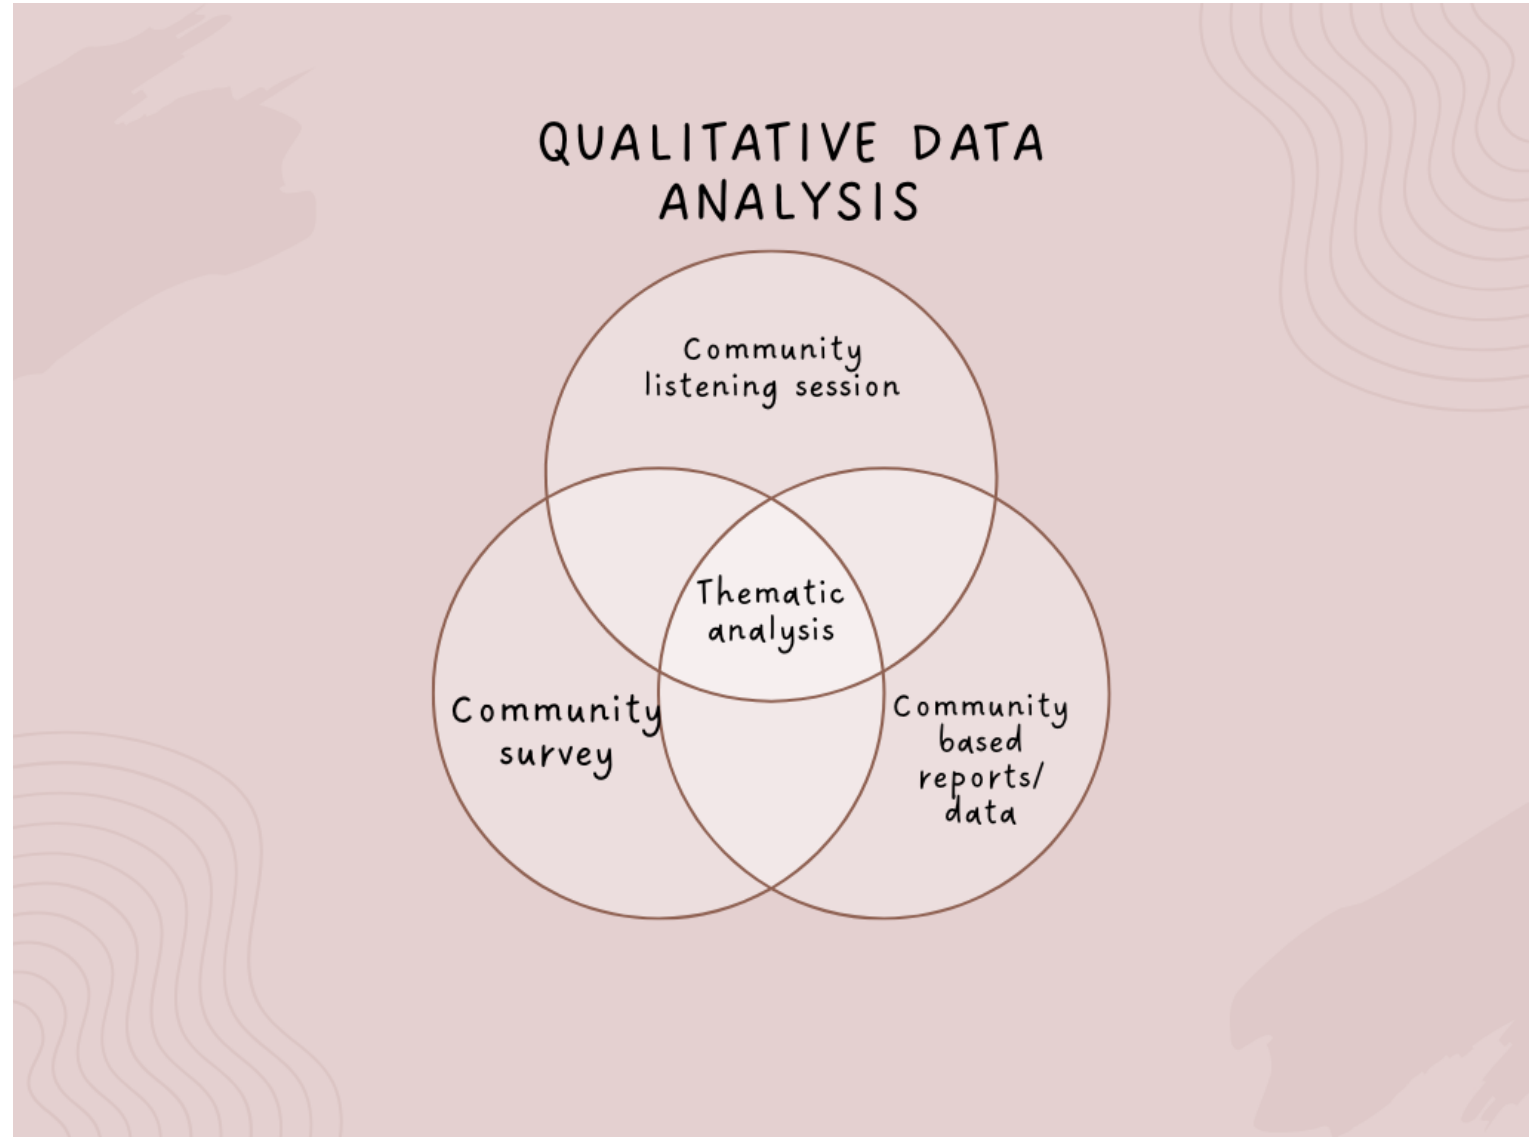 QUALITATIVE DATA
ANALYSIS
Community
listening session
Thematic
analysis
Community
survey
Community
based
reports/
data